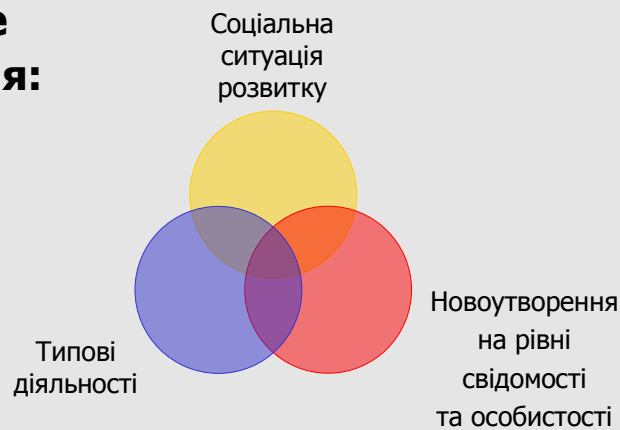 е
я:
Соціальна
ситуація
розвитку
Новоутворення
на рівні
свідомості
та особистості
Типові
діяльності